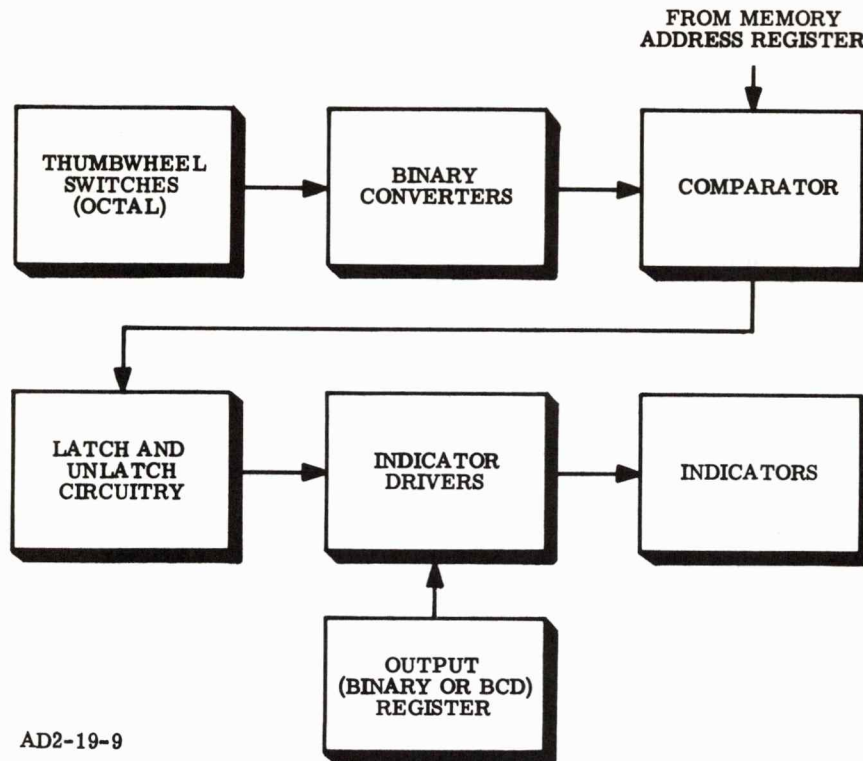 FROM MEMORY
ADDRESS REGISTER
THUMBWHEEL
SWITCHES
(OCTAL)
BINARY
CONVERTERS
COMPARATOR
LATCH AND
UNLATCH
CIRCUITRY
INDICATOR
DRIVERS
INDICATORS
OUTPUT
(BINARY OR BCD)
REGISTER
AD2-19-9